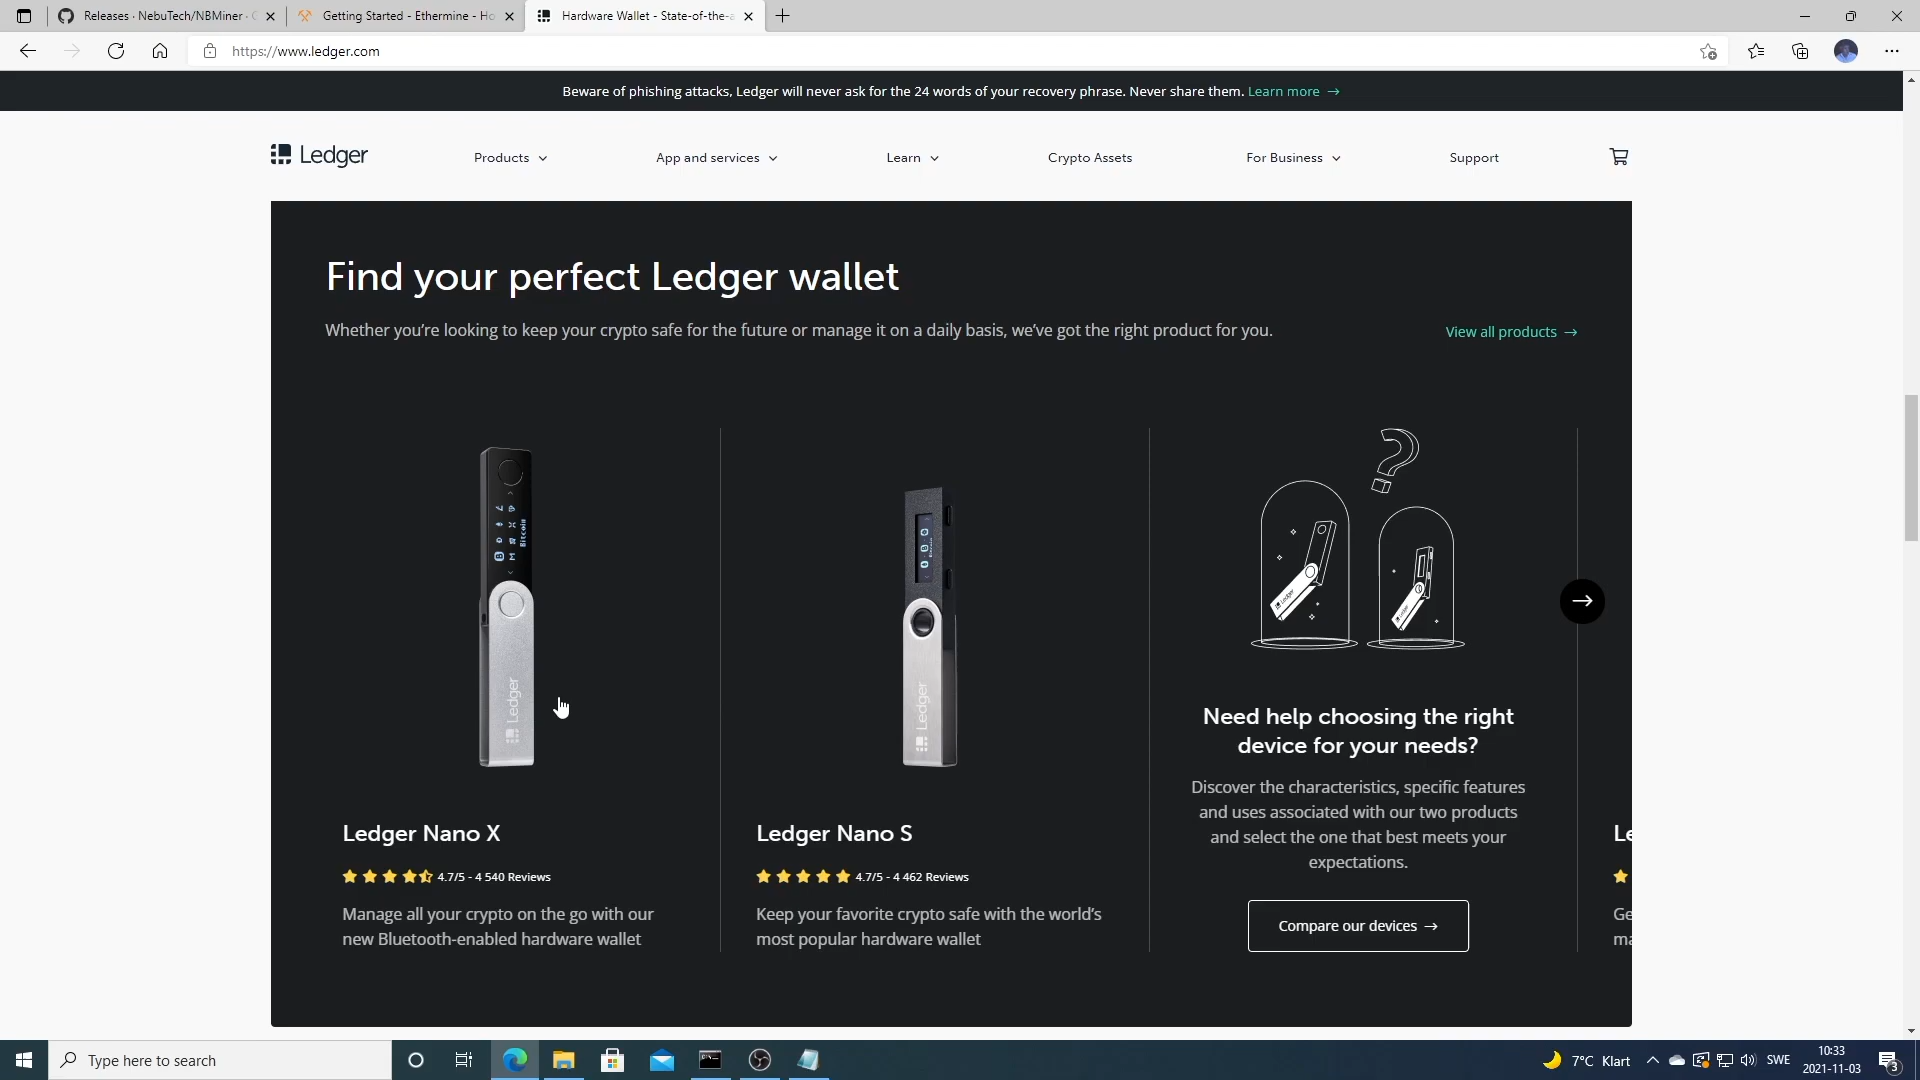 Releases · NebuTech/NBMiner ·
Getting Started - Ethermine - Ho
Hardware Wallet - State-of-the-a
https://www.ledger.com
Beware of phishing attacks, Ledger will never ask for the 24 words of your recovery phrase. Never share them. Learn more →
Ledger
Products
App and services
Learn
Crypto Assets
For Business
Support
Find your perfect Ledger wallet
Whether you're looking to keep your crypto safe for the future or manage it on a daily basis, we've got the right product for you.
View all products →
Bitcoin
Ledger
Ledger
Ledger Nano X
4.7/5 - 4 540 Reviews
Manage all your crypto on the go with our
new Bluetooth-enabled hardware wallet
Ledger Nano S
4.7/5 - 4 462 Reviews
Keep your favorite crypto safe with the world's
most popular hardware wallet
?
Need help choosing the right
device for your needs?
Discover the characteristics, specific features
and uses associated with our two products
and select the one that best meets your
expectations.
Compare our devices →
Le
Ge
ma
Type here to search
7°C Klart
SWE
10:33
2021-11-03
3